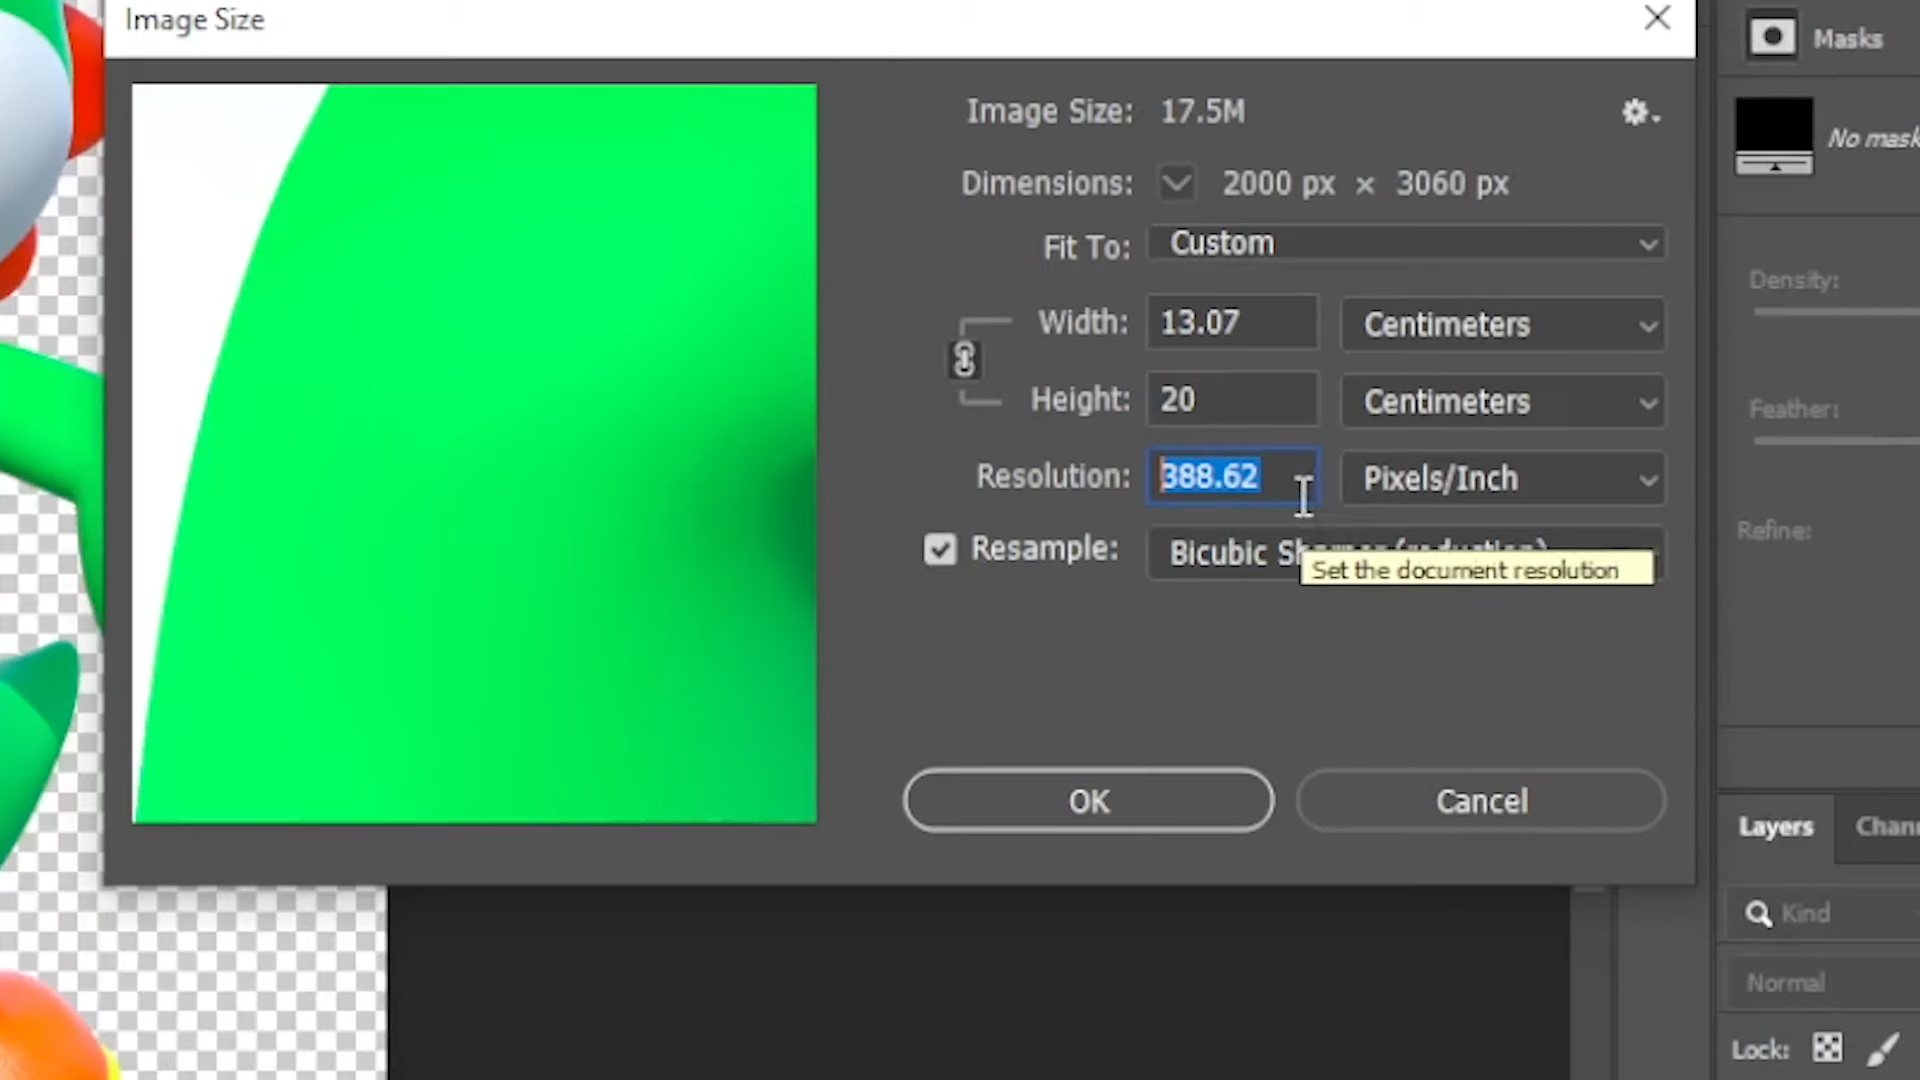 Image Size
Image Size: 17.5M
Dimensions: 2000 px × 3060 px
Fit To: Custom
Width: 13.07 Centimeters
Height: 20 Centimeters
Resolution: 388.62 Pixels/Inch
Resample: Bicubic
Set the document resolution
OK Cancel
Masks
No mask
Density:
Feather:
Refine:
Layers
Kind
Normal
Lock: